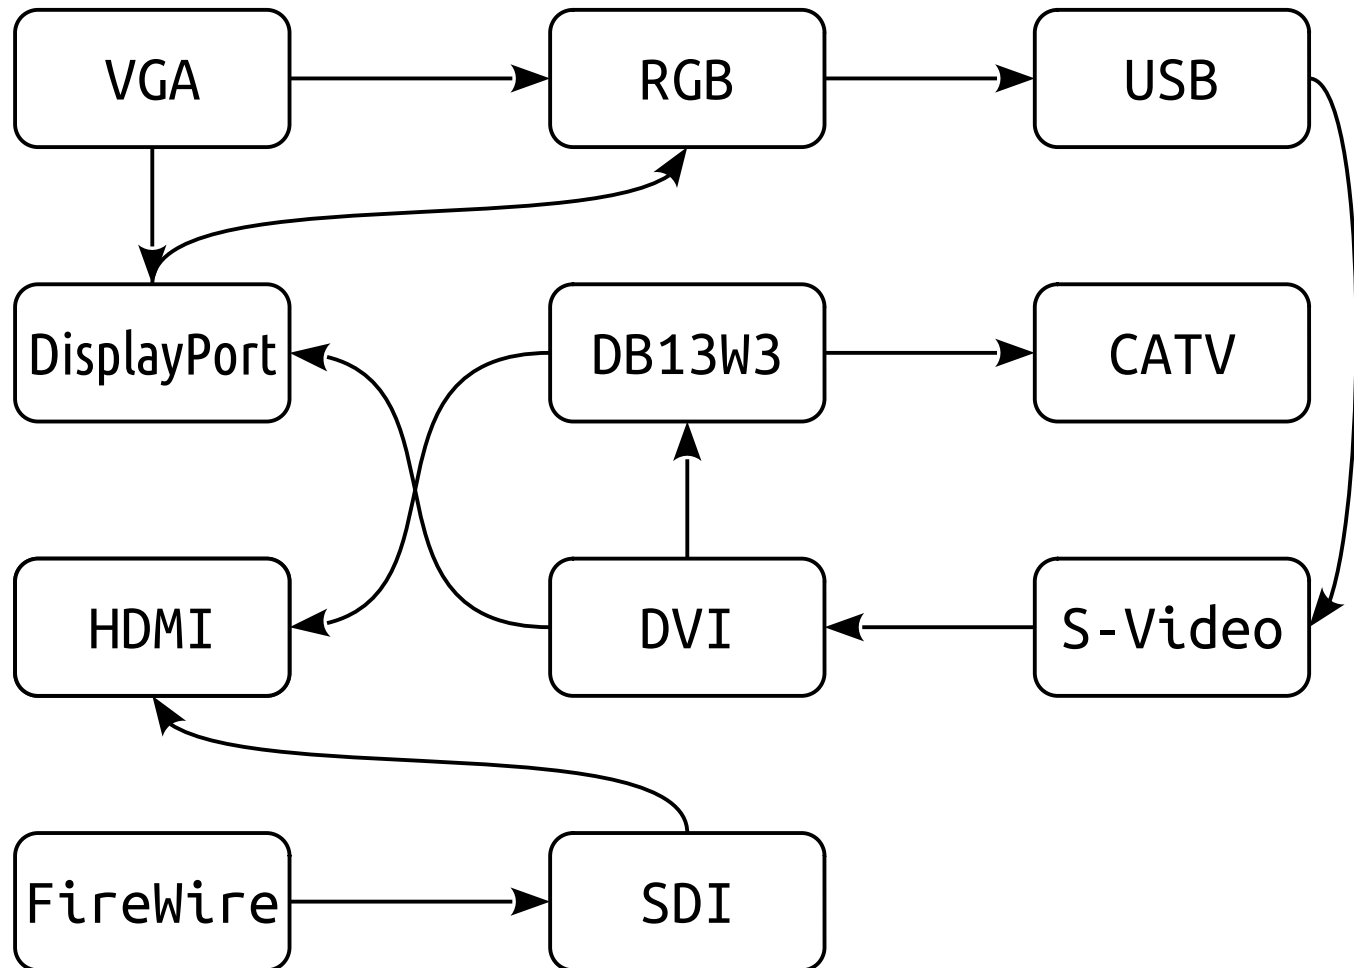 VGA
RGB
USB
DisplayPort
DB13W3
CATV
HDMI
DVI
S-Video
FireWire
SDI